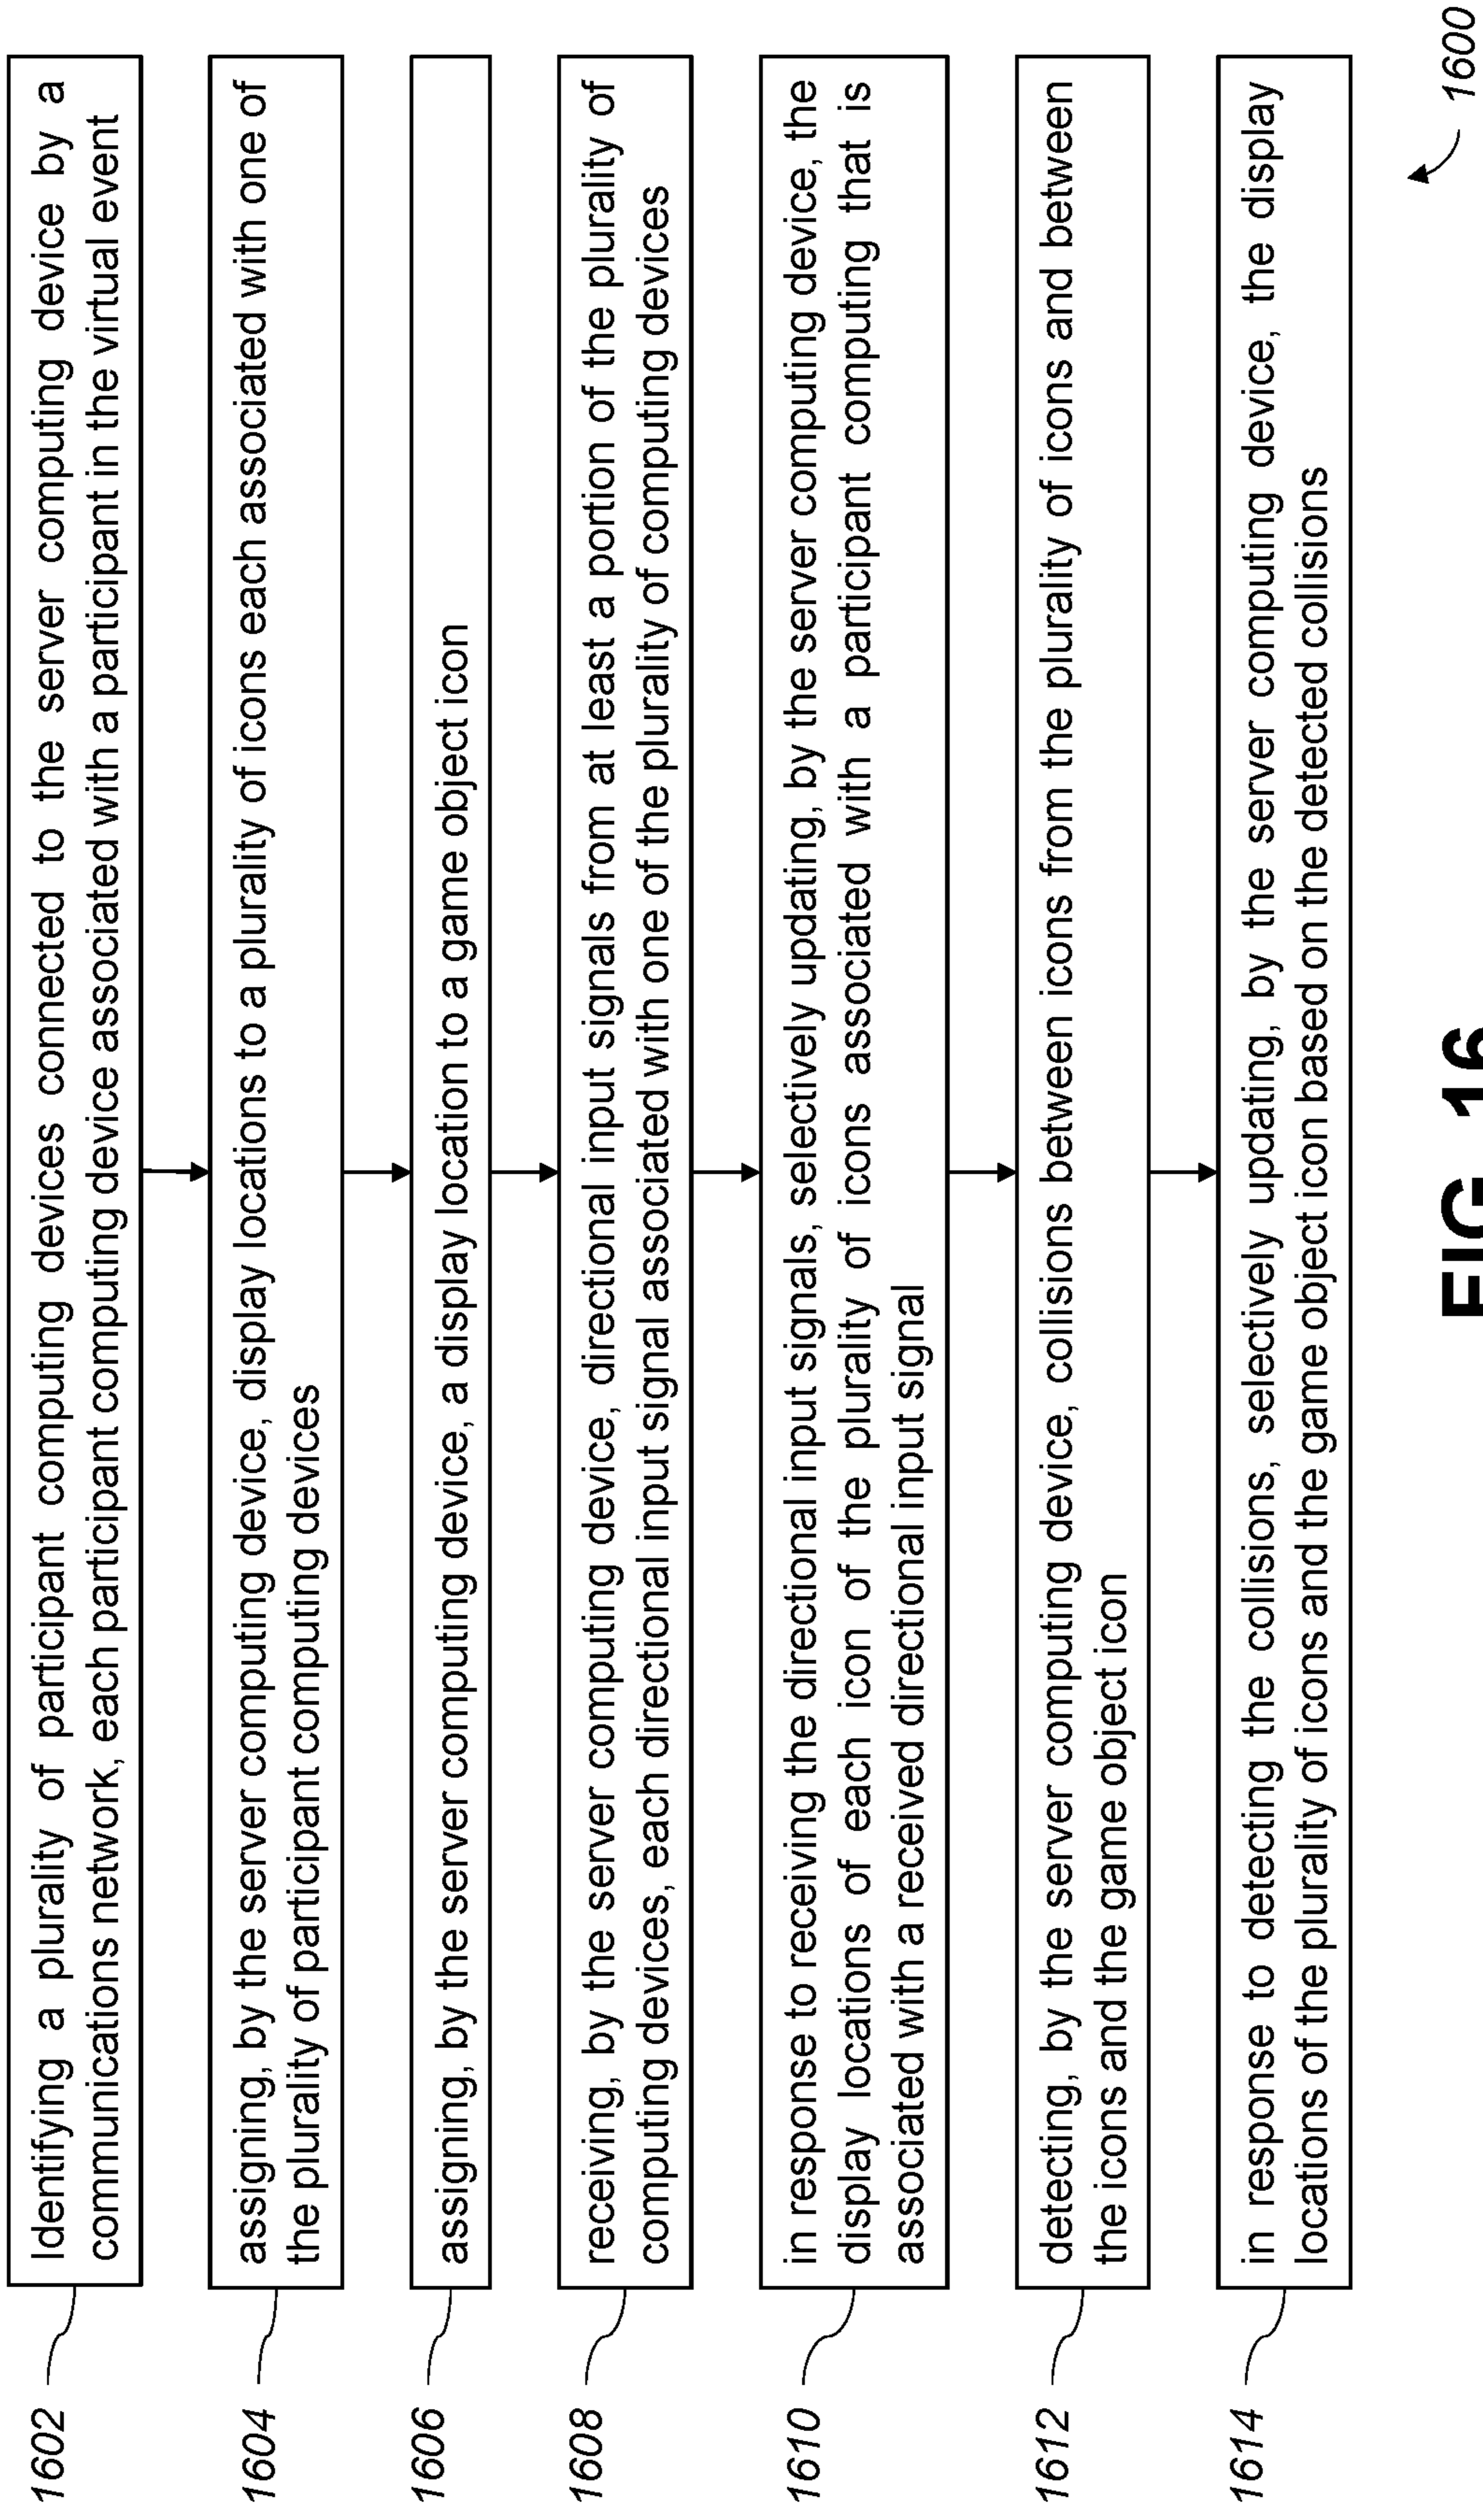 1602
Identifying a plurality of participant computing devices connected to the server computing device by a
communications network, each participant computing device associated with a participant in the virtual event
1604
assigning, by the server computing device, display locations to a plurality of icons each associated with one of
the plurality of participant computing devices
1606
assigning, by the server computing device, a display location to a game object icon
1608
receiving, by the server computing device, directional input signals from at least a portion of the plurality of
computing devices, each directional input signal associated with one of the plurality of computing devices
1610
in response to receiving the directional input signals, selectively updating, by the server computing device, the
display locations of each icon of the plurality of icons associated with a participant computing that is
associated with a received directional input signal
1612
detecting, by the server computing device, collisions between icons from the plurality of icons and between
the icons and the game object icon
1614
in response to detecting the collisions, selectively updating, by the server computing device, the display
locations of the plurality of icons and the game object icon based on the detected collisions
1600
FIG. 16